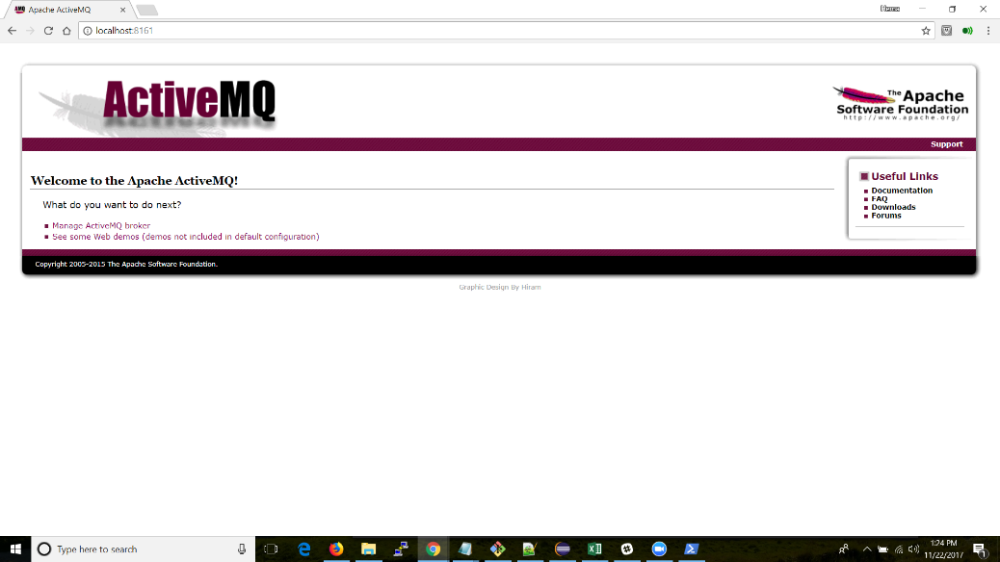 Apache ActiveMQ
localhost:8161
ActiveMQ
The Apache
Software Foundation
http://www.apache.org/
Support
Welcome to the Apache ActiveMQ!
What do you want to do next?
Manage ActiveMQ broker
See some Web demos (demos not included in default configuration)
Useful Links
Documentation
FAQ
Downloads
Forums
Copyright 2005-2015 The Apache Software Foundation.
Graphic Design By Hiram
Type here to search
1:24 PM
11/22/2017